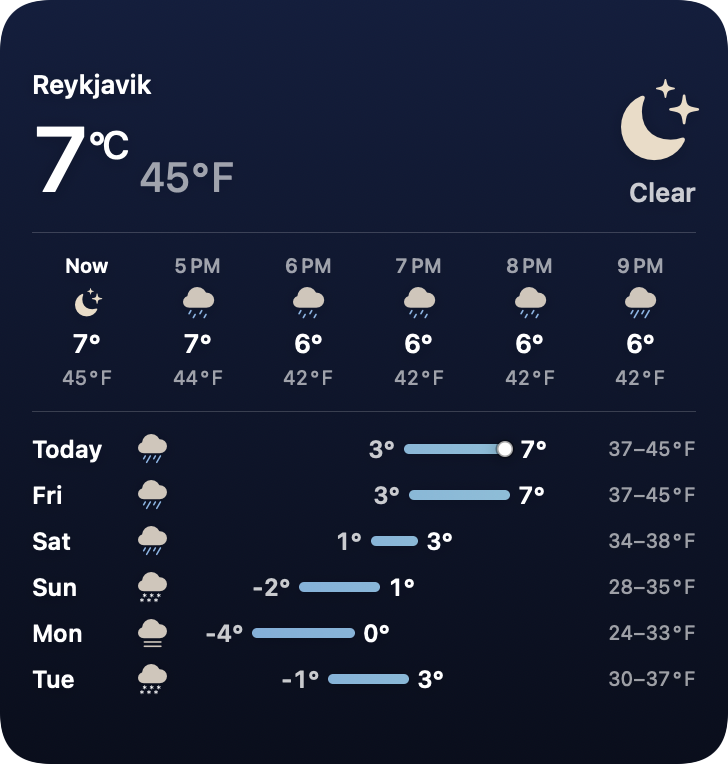 Reykjavik
7°C 45°F
Clear
Now 5 PM 6 PM 7 PM 8 PM 9 PM
7° 7° 6° 6° 6° 6°
45°F 44°F 42°F 42°F 42°F 42°F
Today 3° 7° 37–45°F
Fri 3° 7° 37–45°F
Sat 1° 3° 34–38°F
Sun -2° 1° 28–35°F
Mon -4° 0° 24–33°F
Tue -1° 3° 30–37°F